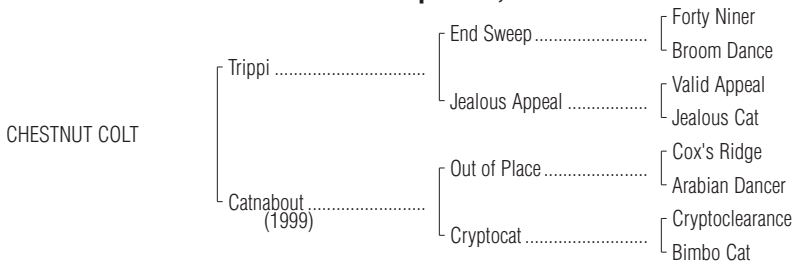 Forty Niner
End Sweep
Broom Dance
Trippi
Valid Appeal
Jealous Appeal
Jealous Cat
CHESTNUT COLT
Cox's Ridge
Out of Place
Arabian Dancer
Catnabout
(1999)
Cryptoclearance
Cryptocat
Bimbo Cat